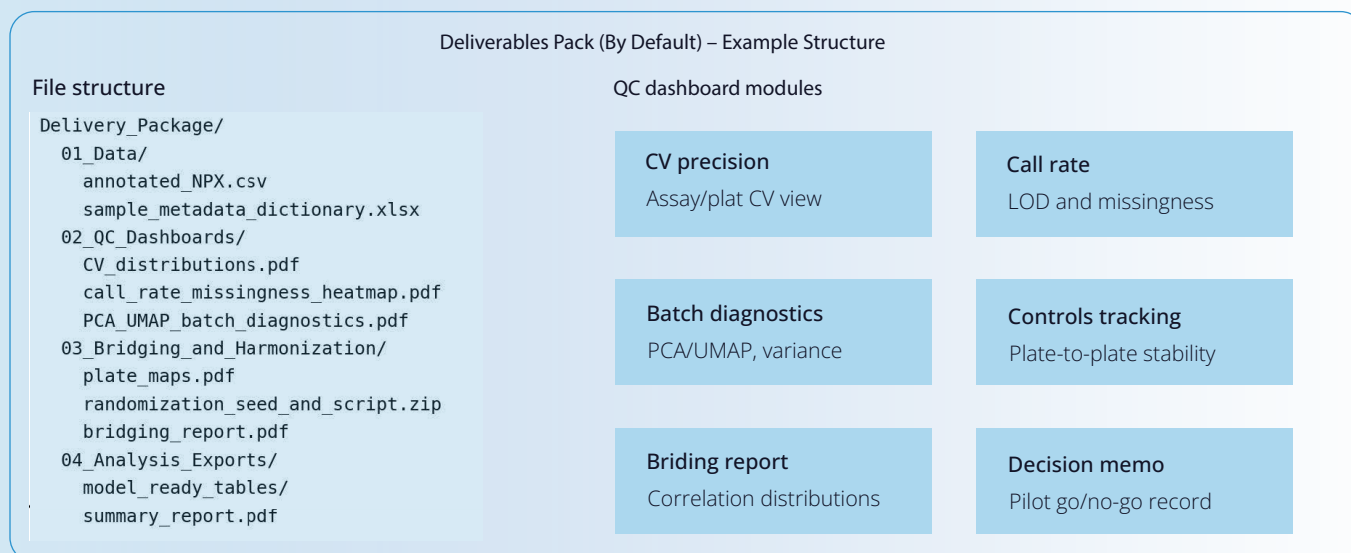 Deliverables Pack (By Default) – Example Structure
File structure
Delivery_Package/
01_Data/
annotated_NPX.csv
sample_metadata_dictionary.xlsx
02_QC_Dashboards/
CV_distributions.pdf
call_rate_missingness_heatmap.pdf
PCA_UMAP_batch_diagnostics.pdf
03_Bridging_and_Harmonization/
plate_maps.pdf
randomization_seed_and_script.zip
bridging_report.pdf
04_Analysis_Exports/
model_ready_tables/
summary_report.pdf
QC dashboard modules
CV precision
Assay/plat CV view
Call rate
LOD and missingness
Batch diagnostics
PCA/UMAP, variance
Controls tracking
Plate-to-plate stability
Briding report
Correlation distributions
Decision memo
Pilot go/no-go record